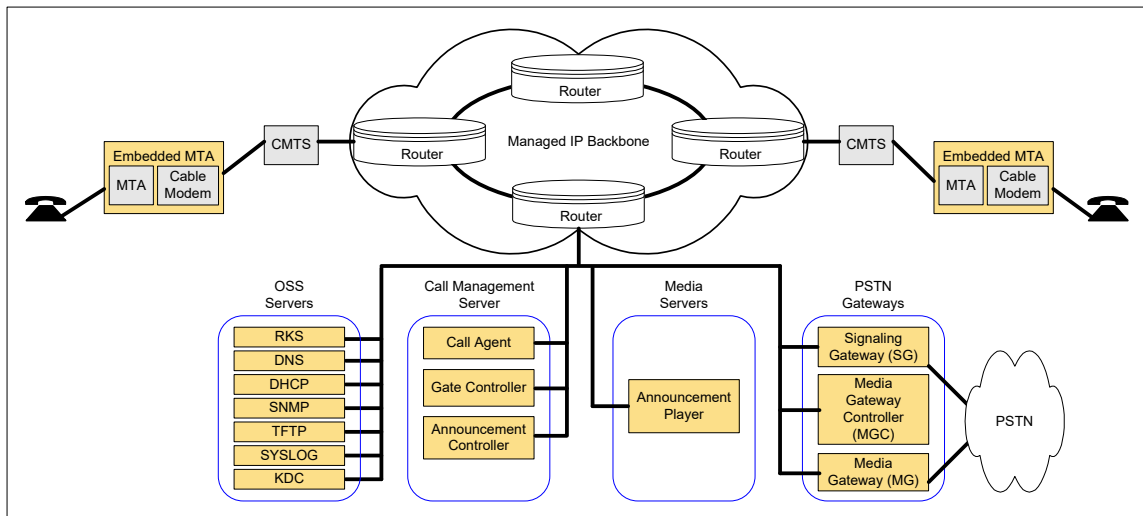 Router
Managed IP Backbone
Router
Router
Router
CMTS
CMTS
Embedded MTA
MTA
Cable
Modem
Embedded MTA
MTA
Cable
Modem
OSS
Servers
RKS
DNS
DHCP
SNMP
TFTP
SYSLOG
KDC
Call Management
Server
Call Agent
Gate Controller
Announcement
Controller
Media
Servers
Announcement
Player
PSTN
Gateways
Signaling
Gateway (SG)
Media
Gateway
Controller
(MGC)
Media
Gateway (MG)
PSTN